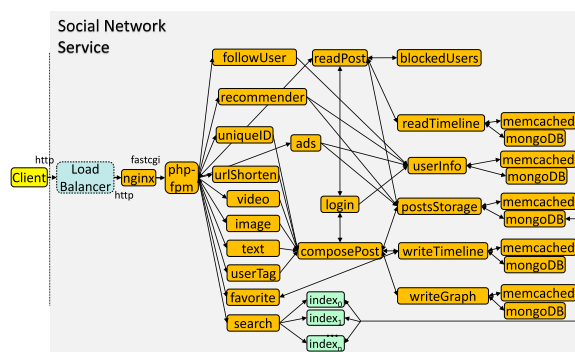 Social Network
Service
followUser
readPost
blockedUsers
recommender
readTimeline
memcached
mongoDB
uniqueID
ads
http
fastcgi
userInfo
memcached
mongoDB
Client
Load
Balancer
nginx
http
php-
fpm
urlShorten
video
login
postsStorage
memcached
mongoDB
image
text
composePost
writeTimeline
memcached
mongoDB
userTag
favorite
index0
writeGraph
memcached
mongoDB
search
index1
...
indexn